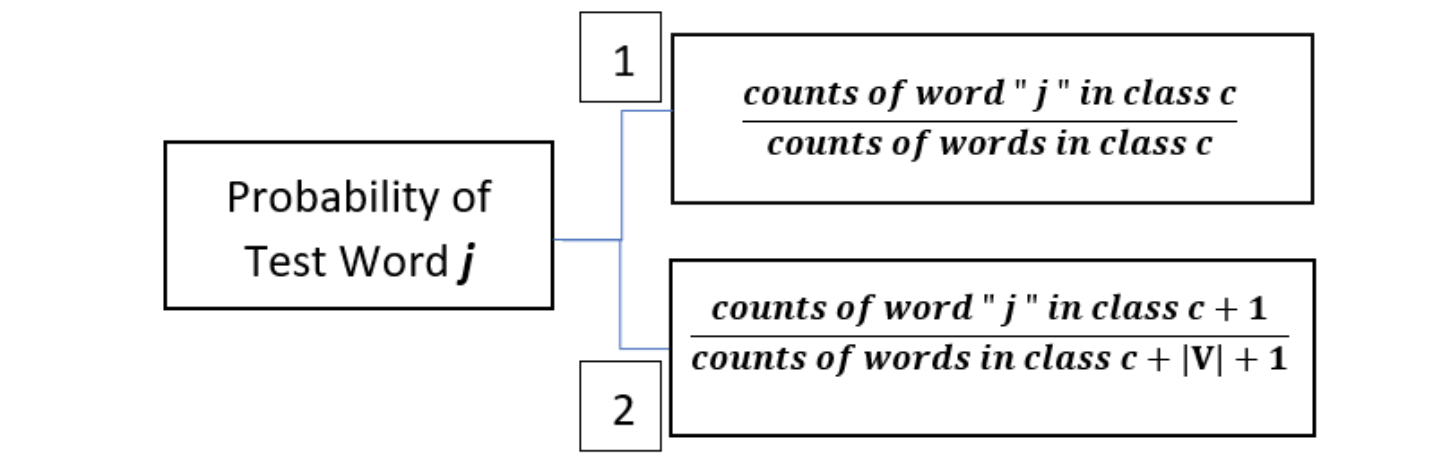 1
counts of word " j " in class c
counts of words in class c
Probability of
Test Word j
counts of word " j " in class c + 1
counts of words in class c + |V| + 1
2